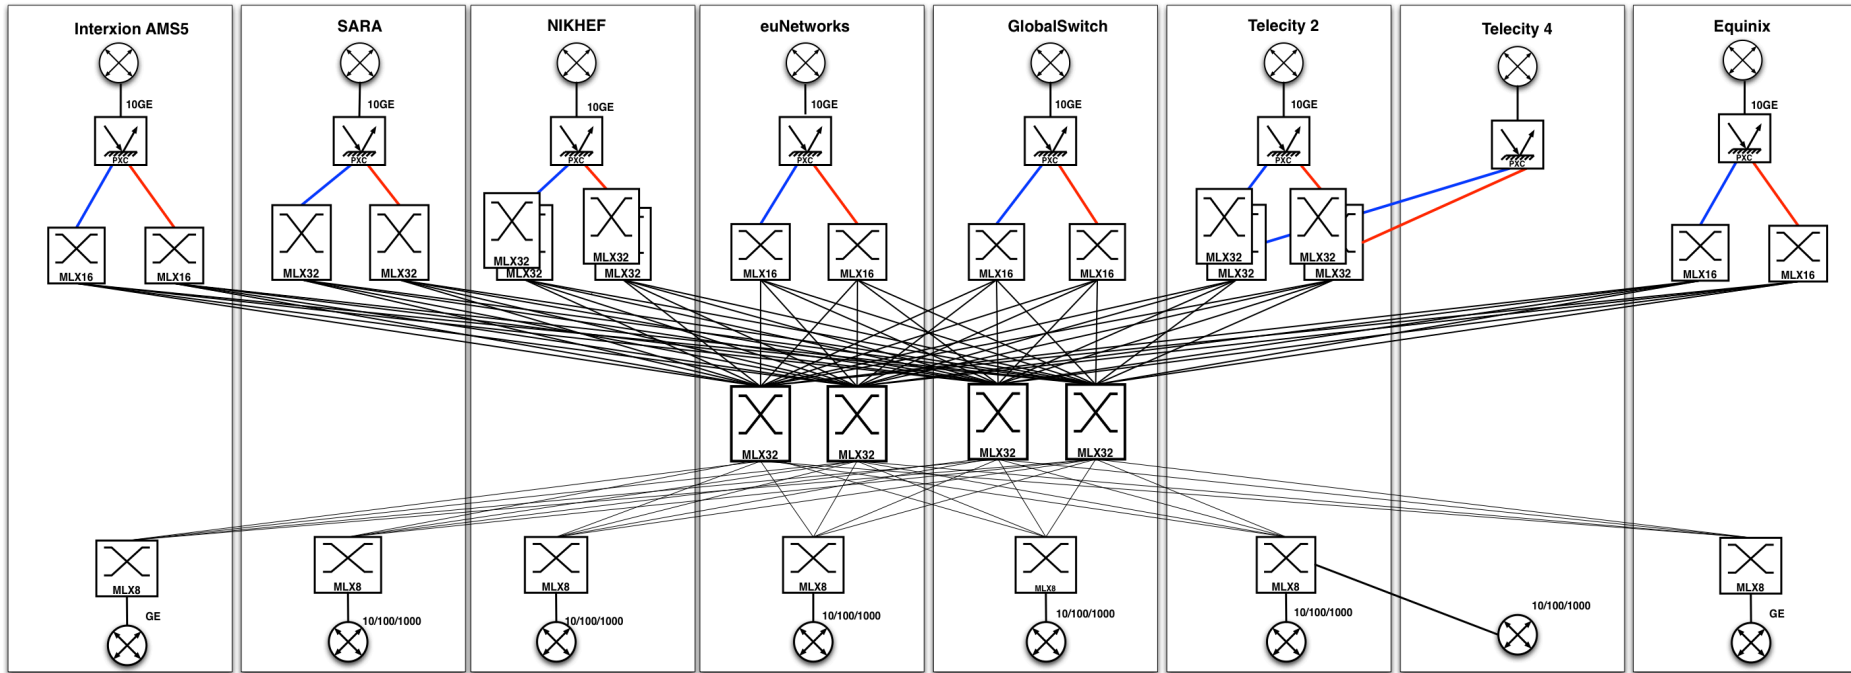 Interxion AMS5
SARA
NIKHEF
euNetworks
GlobalSwitch
Telecity 2
Telecity 4
Equinix
10GE
10GE
10GE
10GE
10GE
10GE
10GE
PXC
PXC
PXC
PXC
PXC
PXC
PXC
PXC
MLX16
MLX16
MLX32
MLX32
MLX32
MLX32
MLX32
MLX32
MLX16
MLX16
MLX16
MLX16
MLX32
MLX32
MLX32
MLX32
MLX16
MLX16
MLX32
MLX32
MLX32
MLX32
MLX8
MLX8
MLX8
MLX8
MLX8
MLX8
MLX8
GE
10/100/1000
10/100/1000
10/100/1000
10/100/1000
10/100/1000
10/100/1000
GE